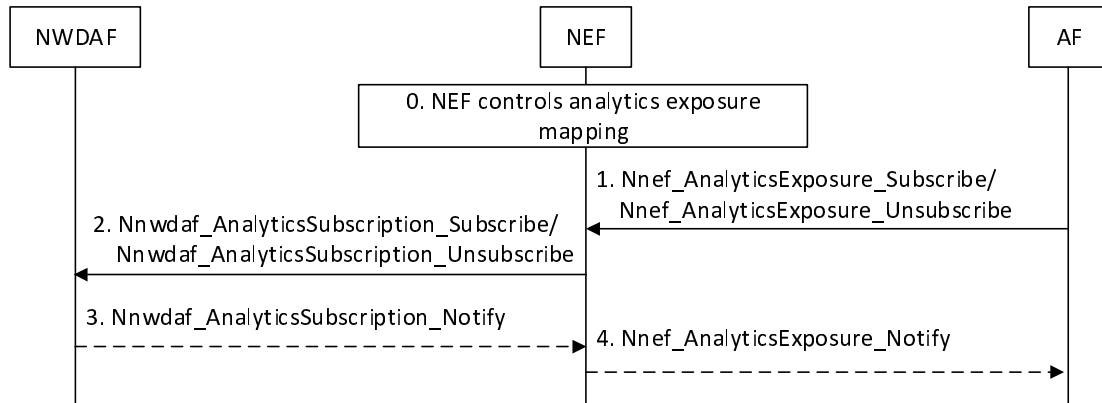 NWDAF
NEF
AF
0. NEF controls analytics exposure
mapping
1. Nnef_AnalyticsExposure_Subscribe/
Nnef_AnalyticsExposure_Unsubscribe
2. Nnwdaf_AnalyticsSubscription_Subscribe/
Nnwdaf_AnalyticsSubscription_Unsubscribe
3. Nnwdaf_AnalyticsSubscription_Notify
4. Nnef_AnalyticsExposure_Notify